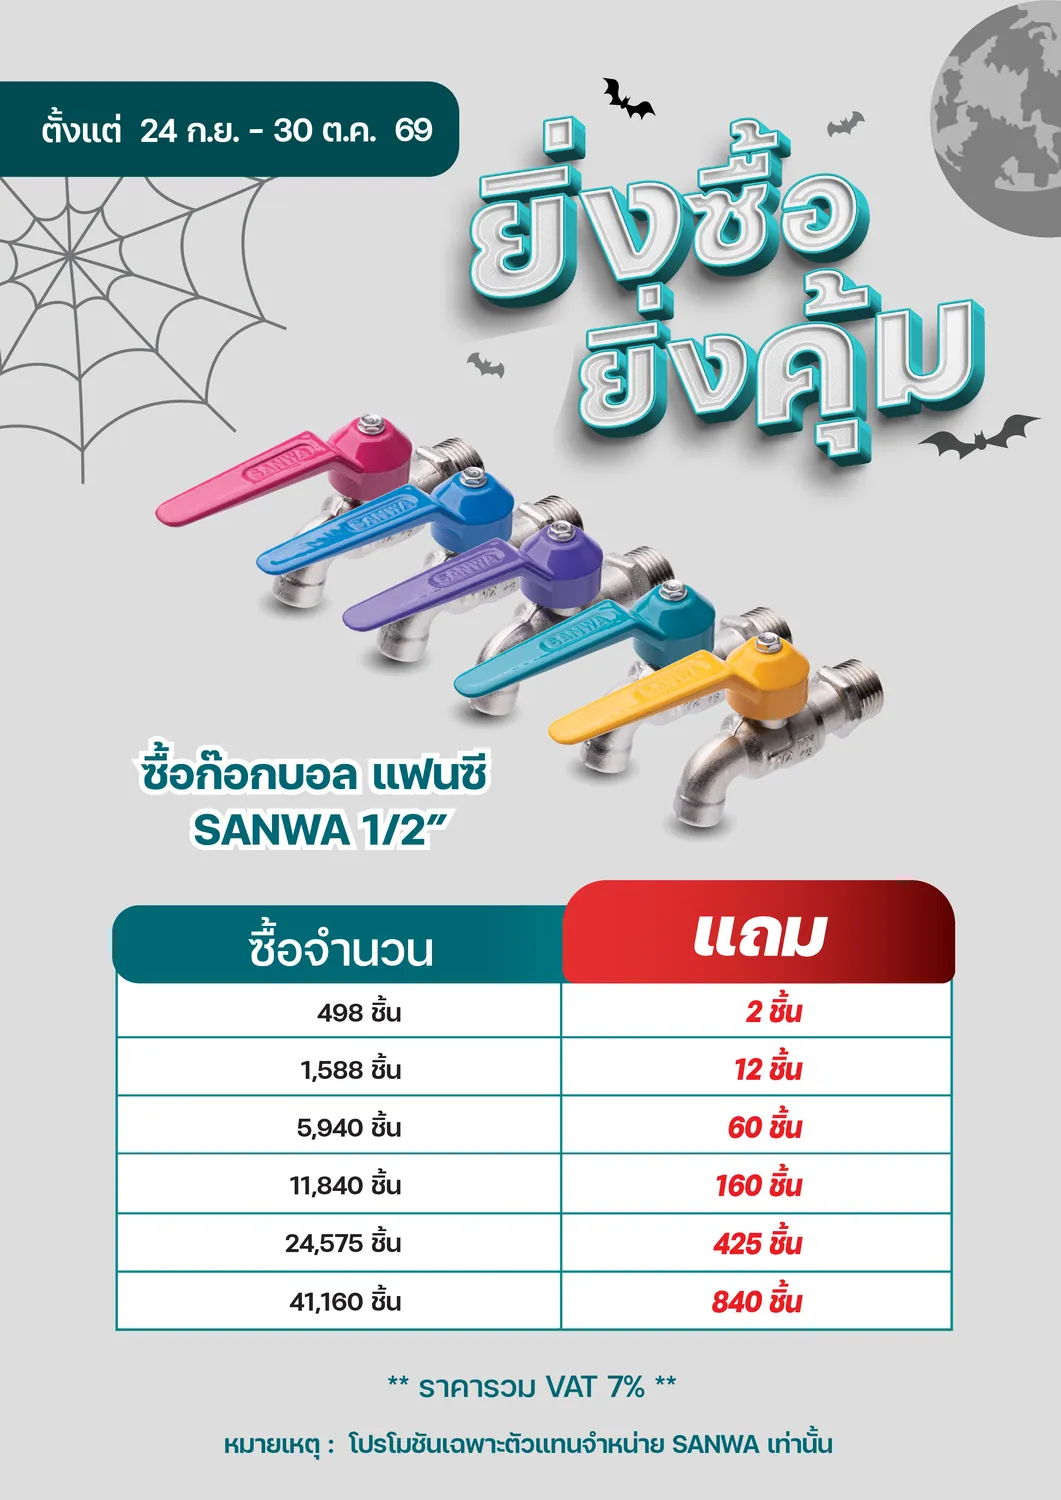 ตั้งแต่ 24 ก.ย. - 30 ต.ค. 69
ยิ่งซื้อ
ยิ่งคุ้ม
SANWA
SANWA
SANWA
SANWA
SANWA
ซื้อก๊อกบอล แฟนซี
SANWA 1/2”
ซื้อจำนวน แถม
498 ชิ้น 2 ชิ้น
1,588 ชิ้น 12 ชิ้น
5,940 ชิ้น 60 ชิ้น
11,840 ชิ้น 160 ชิ้น
24,575 ชิ้น 425 ชิ้น
41,160 ชิ้น 840 ชิ้น
** ราคารวม VAT 7% **
หมายเหตุ : โปรโมชันเฉพาะตัวแทนจำหน่าย SANWA เท่านั้น